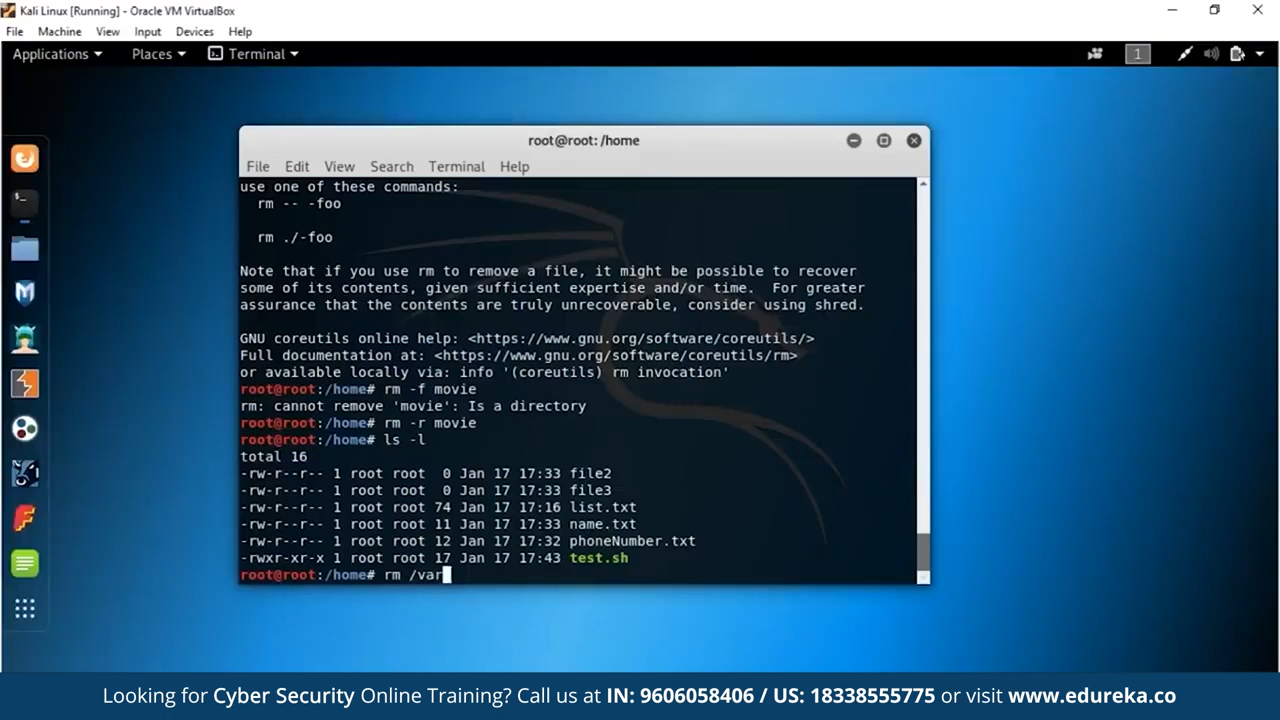 Kali Linux [Running] - Oracle VM VirtualBox
File Machine View Input Devices Help
Applications Places Terminal 1
root@root: /home
File Edit View Search Terminal Help
use one of these commands:
rm -- -foo
rm ./-foo
Note that if you use rm to remove a file, it might be possible to recover
some of its contents, given sufficient expertise and/or time. For greater
assurance that the contents are truly unrecoverable, consider using shred.
GNU coreutils online help: <https://www.gnu.org/software/coreutils/>
Full documentation at: <https://www.gnu.org/software/coreutils/rm>
or available locally via: info '(coreutils) rm invocation'
root@root:/home# rm -f movie
rm: cannot remove 'movie': Is a directory
root@root:/home# rm -r movie
root@root:/home# ls -l
total 16
-rw-r--r-- 1 root root 0 Jan 17 17:33 file2
-rw-r--r-- 1 root root 0 Jan 17 17:33 file3
-rw-r--r-- 1 root root 74 Jan 17 17:16 list.txt
-rw-r--r-- 1 root root 11 Jan 17 17:33 name.txt
-rw-r--r-- 1 root root 12 Jan 17 17:32 phoneNumber.txt
-rwxr-xr-x 1 root root 17 Jan 17 17:43 test.sh
root@root:/home# rm /var
Looking for Cyber Security Online Training? Call us at IN: 9606058406 / US: 18338555775 or visit www.edureka.co